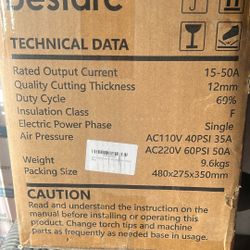 bestarc
TECHNICAL DATA
Rated Output Current 15-50A
Quality Cutting Thickness 12mm
Duty Cycle 69%
Insulation Class F
Electric Power Phase Single
Air Pressure AC110V 40PSI 35A
AC220V 60PSI 50A
Weight 9.6kgs
Packing Size 480x275x350mm
CAUTION
Read and understand the instruction on the
manual before installing or operating this
product. Change torch tips and machine
parts as frequently as needed base in usage.